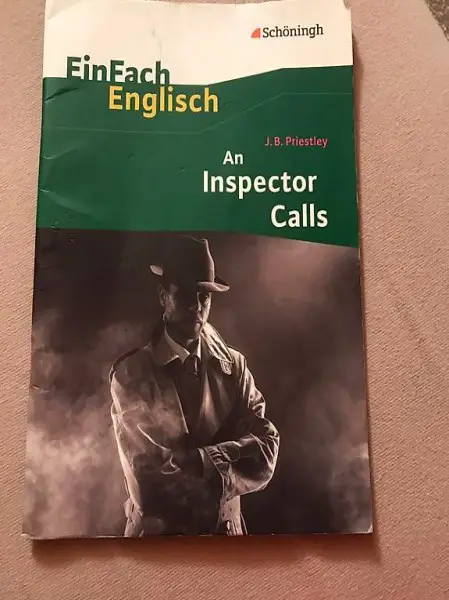 Schöningh
EinFach
Englisch
J. B. Priestley
An
Inspector
Calls